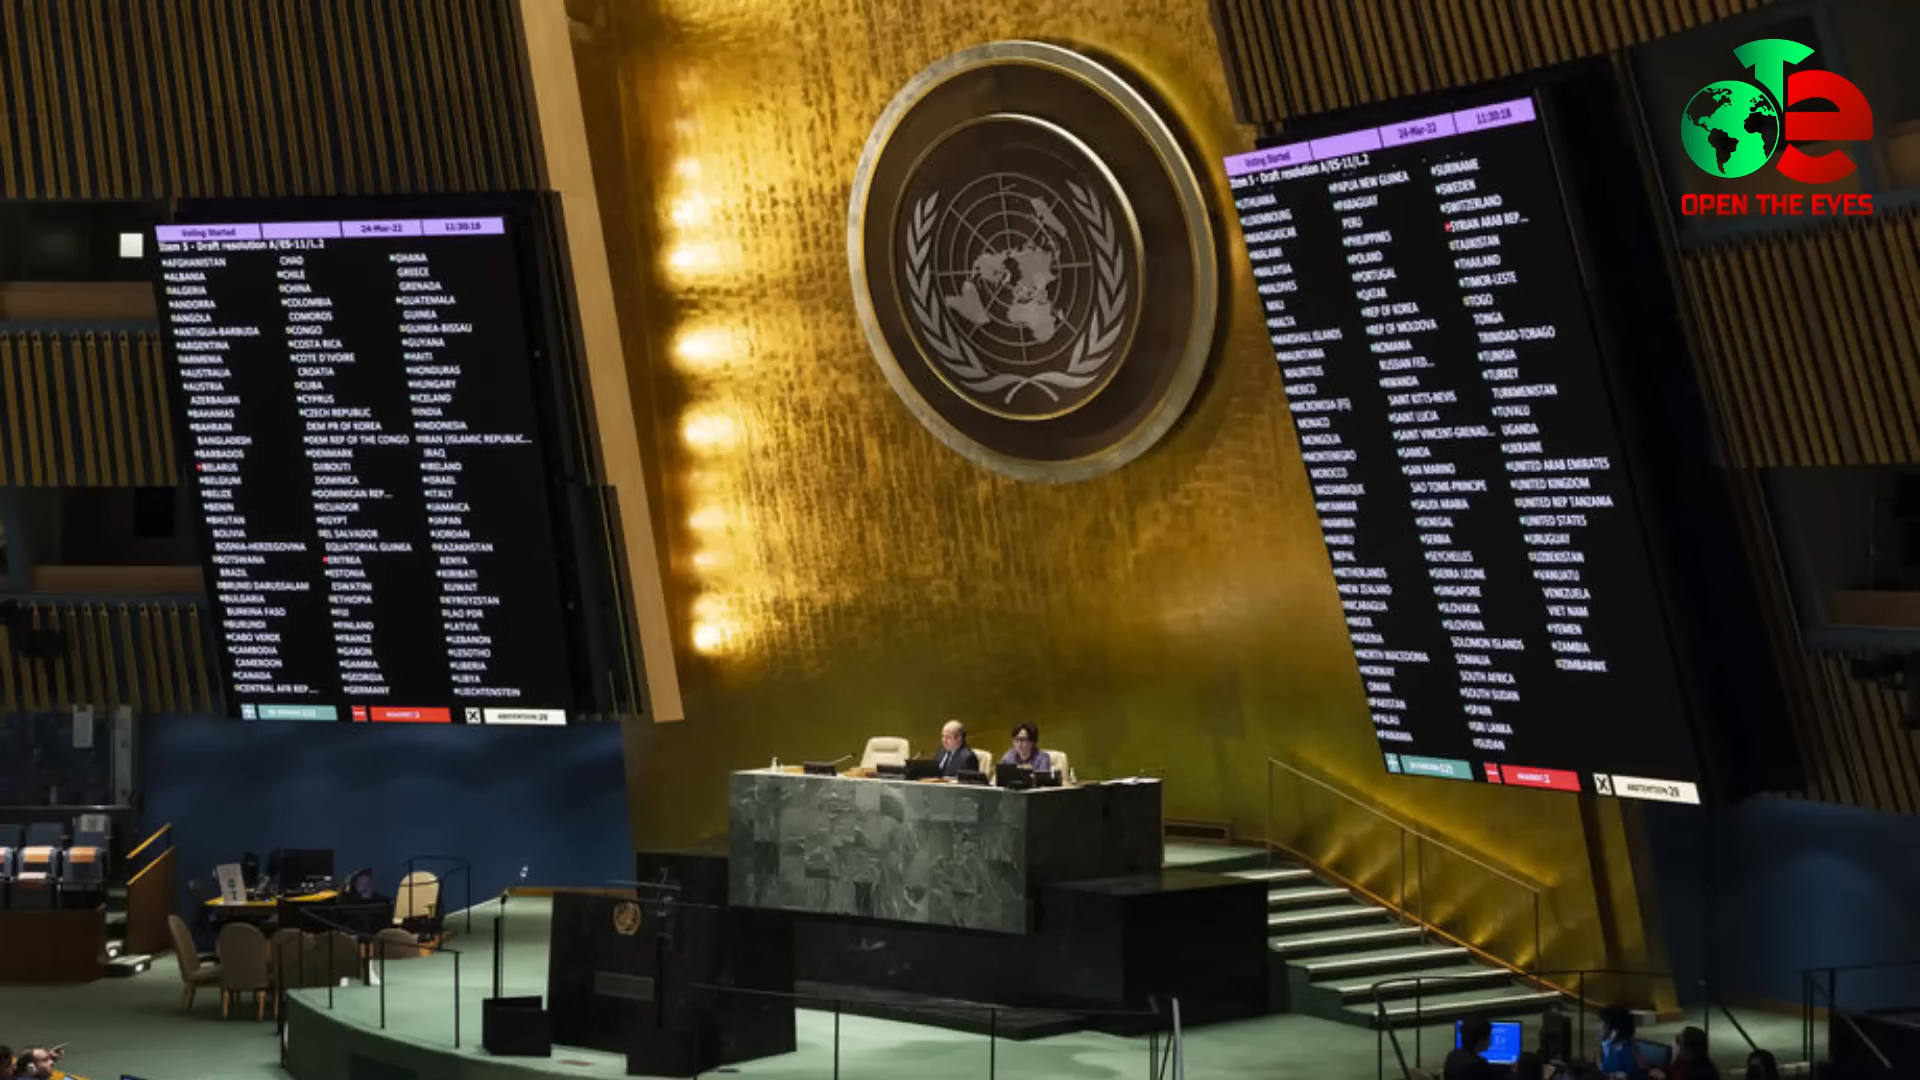 Voting Started 24-Mar-22 11:30:18
Item 5 - Draft resolution A/ES-11/L.2
AFGHANISTAN CHAD GHANA
ALBANIA CHILE GREECE
ALGERIA CHINA GRENADA
ANDORRA COLOMBIA GUATEMALA
ANGOLA COMOROS GUINEA
ANTIGUA-BARBUDA CONGO GUINEA-BISSAU
ARGENTINA COSTA RICA GUYANA
ARMENIA COTE D'IVOIRE HAITI
AUSTRALIA CROATIA HONDURAS
AUSTRIA CUBA HUNGARY
AZERBAIJAN CYPRUS ICELAND
BAHAMAS CZECH REPUBLIC INDIA
BAHRAIN DEM PR OF KOREA INDONESIA
BANGLADESH DEM REP OF THE CONGO IRAN (ISLAMIC REPUBLIC...
BARBADOS DENMARK IRAQ
BELARUS DJIBOUTI IRELAND
BELGIUM DOMINICA ISRAEL
BELIZE DOMINICAN REP... ITALY
BENIN ECUADOR JAMAICA
BHUTAN EGYPT JAPAN
BOLIVIA EL SALVADOR JORDAN
BOSNIA-HERZEGOVINA EQUATORIAL GUINEA KAZAKHSTAN
BOTSWANA ERITREA KENYA
BRAZIL ESTONIA KIRIBATI
BRUNEI DARUSSALAM ESWATINI KUWAIT
BULGARIA ETHIOPIA KYRGYZSTAN
BURKINA FASO FIJI LAO PDR
BURUNDI FINLAND LATVIA
CABO VERDE FRANCE LEBANON
CAMBODIA GABON LESOTHO
CAMEROON GAMBIA LIBERIA
CANADA GEORGIA LIBYA
CENTRAL AFR REP.... GERMANY LIECHTENSTEIN
ABSTENTION 29
Voting Started 24-Mar-22 11:30:18
Item 5 - Draft resolution A/ES-11/L.2
LITHUANIA PAPUA NEW GUINEA SURINAME
LUXEMBOURG PARAGUAY SWEDEN
MADAGASCAR PERU SWITZERLAND
MALAWI PHILIPPINES SYRIAN ARAB REP...
MALAYSIA POLAND TAJIKISTAN
MALDIVES PORTUGAL THAILAND
MALI QATAR TIMOR-LESTE
MALTA REP OF KOREA TOGO
MARSHALL ISLANDS REP OF MOLDOVA TONGA
MAURITANIA ROMANIA TRINIDAD-TOBAGO
MAURITIUS RUSSIAN FED... TUNISIA
MEXICO RWANDA TURKEY
MICRONESIA (FS) SAINT KITTS-NEVIS TURKMENISTAN
MONACO SAINT LUCIA TUVALU
MONGOLIA SAINT VINCENT-GRENAD... UGANDA
MONTENEGRO SAMOA UKRAINE
MOROCCO SAN MARINO UNITED ARAB EMIRATES
MOZAMBIQUE SAO TOME-PRINCIPE UNITED KINGDOM
MYANMAR SAUDI ARABIA UNITED REP TANZANIA
NAMIBIA SENEGAL UNITED STATES
NAURU SERBIA URUGUAY
NEPAL SEYCHELLES UZBEKISTAN
NETHERLANDS SIERRA LEONE VANUATU
NEW ZEALAND SINGAPORE VENEZUELA
NICARAGUA SLOVAKIA VIET NAM
NIGER SLOVENIA YEMEN
NIGERIA SOLOMON ISLANDS ZAMBIA
NORTH MACEDONIA SOMALIA ZIMBABWE
NORWAY SOUTH AFRICA
OMAN SOUTH SUDAN
PAKISTAN SPAIN
PALAU SRI LANKA
PANAMA SUDAN
ABSTENTION 29
Te
OPEN THE EYES